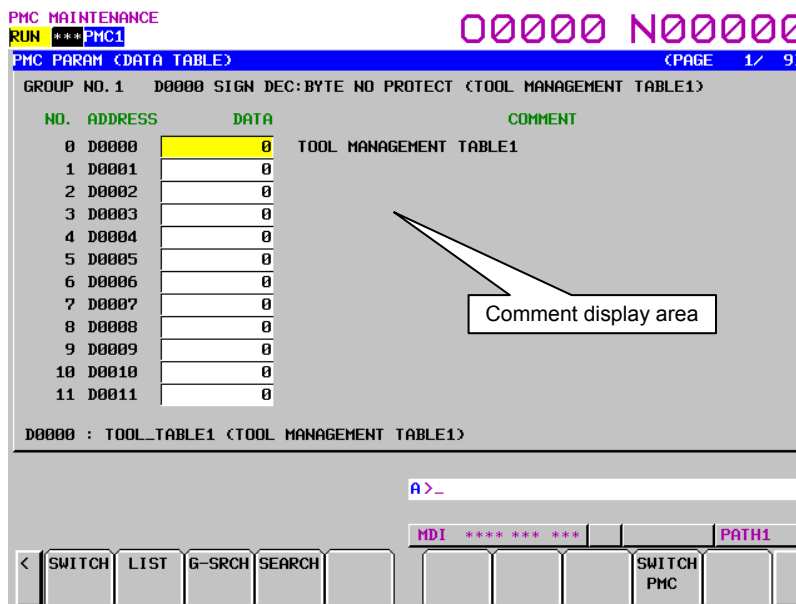 PMC MAINTENANCE
RUN *** PMC1 O0000 N00000
PMC PARAM (DATA TABLE) (PAGE 1/ 9)
GROUP NO.1 D0000 SIGN DEC:BYTE NO PROTECT (TOOL MANAGEMENT TABLE1)
NO. ADDRESS DATA COMMENT
0 D0000 0 TOOL MANAGEMENT TABLE1
1 D0001 0
2 D0002 0
3 D0003 0
4 D0004 0
5 D0005 0
6 D0006 0
7 D0007 0
8 D0008 0
9 D0009 0
10 D0010 0
11 D0011 0
Comment display area
D0000 : TOOL_TABLE1 (TOOL MANAGEMENT TABLE1)
A>_
MDI **** *** *** PATH1
< SWITCH LIST G-SRCH SEARCH SWITCH
PMC